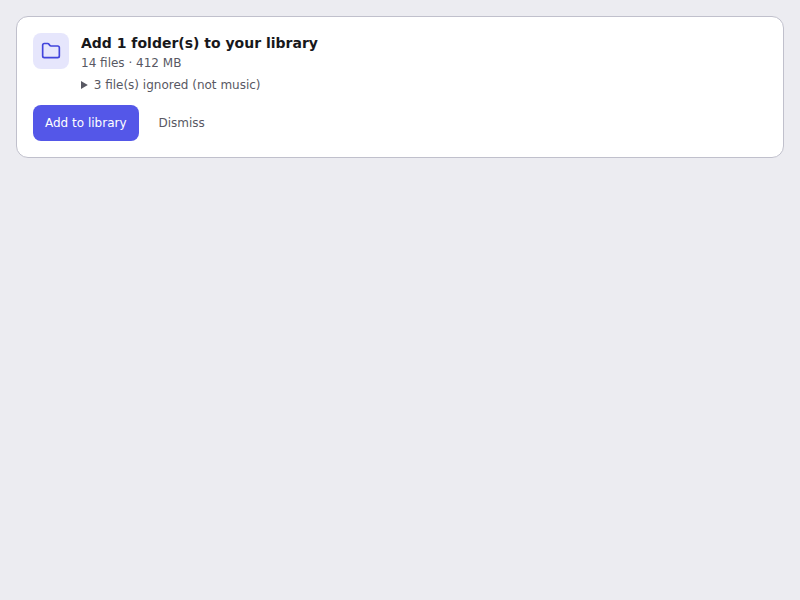 Add 1 folder(s) to your library
14 files · 412 MB
3 file(s) ignored (not music)
Add to library
Dismiss